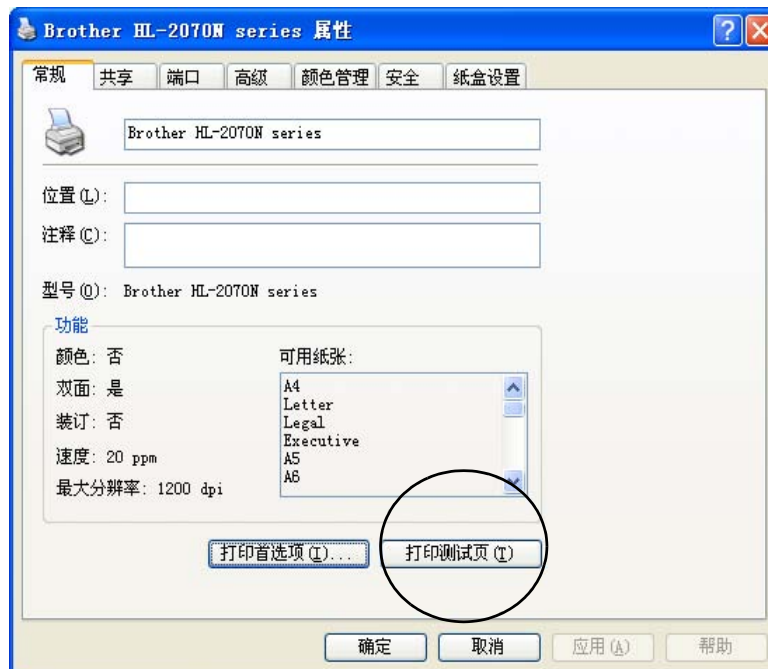 Brother HL-2070N series 属性
常规 共享 端口 高级 颜色管理 安全 纸盒设置
Brother HL-2070N series
位置(L):
注释(C):
型号(O): Brother HL-2070N series
功能
颜色: 否 可用纸张:
双面: 是 A4
Letter
装订: 否 Legal
Executive
速度: 20 ppm A5
最大分辨率: 1200 dpi A6
打印首选项(I)... 打印测试页(T)
确定 取消 应用(A) 帮助